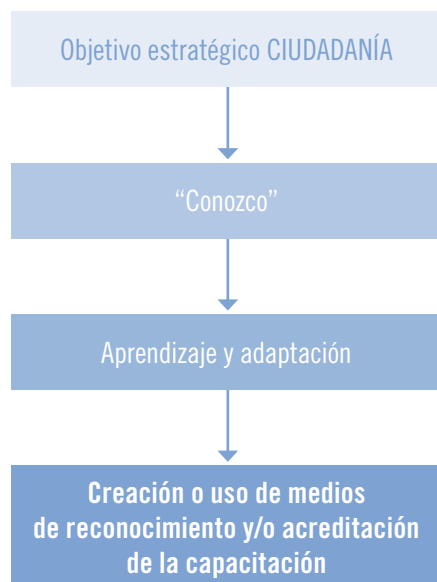 Objetivo estratégico CIUDADANÍA
“Conozco”
Aprendizaje y adaptación
Creación o uso de medios
de reconocimiento y/o acreditación
de la capacitación